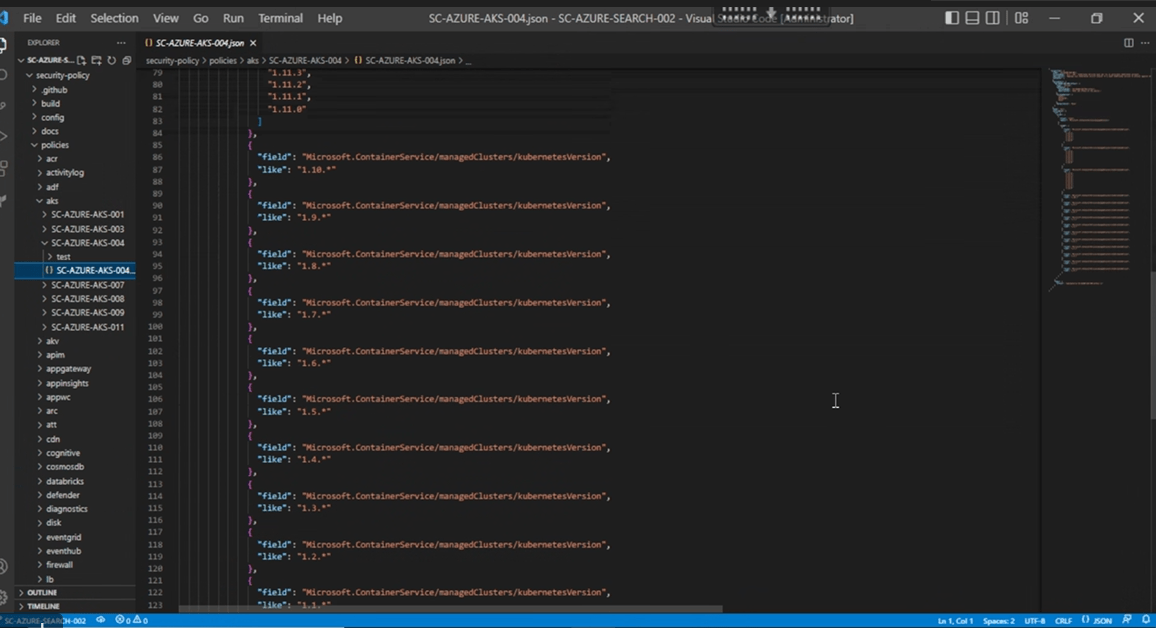 File Edit Selection View Go Run Terminal Help
SC-AZURE-AKS-004.json - SC-AZURE-SEARCH-002 - Visual Studio Code [Administrator]
EXPLORER
SC-AZURE-AKS-004.json
SC-AZURE-S...
security-policy > policies > aks > SC-AZURE-AKS-004 > SC-AZURE-AKS-004.json > ...
security-policy
.github
build
config
docs
policies
acr
activitylog
adf
aks
SC-AZURE-AKS-001
SC-AZURE-AKS-003
SC-AZURE-AKS-004
test
SC-AZURE-AKS-004...
SC-AZURE-AKS-007
SC-AZURE-AKS-008
SC-AZURE-AKS-009
SC-AZURE-AKS-011
akv
apim
appgateway
appinsights
appwc
arc
att
cdn
cognitive
cosmosdb
databricks
defender
diagnostics
disk
eventgrid
eventhub
firewall
lb
OUTLINE
TIMELINE
79 "1.11.3",
80 "1.11.2",
81 "1.11.1",
82 "1.11.0"
83 ]
84 },
85 {
86 "field": "Microsoft.ContainerService/managedClusters/kubernetesVersion",
87 "like": "1.10.*"
88 },
89 {
90 "field": "Microsoft.ContainerService/managedClusters/kubernetesVersion",
91 "like": "1.9.*"
92 },
93 {
94 "field": "Microsoft.ContainerService/managedClusters/kubernetesVersion",
95 "like": "1.8.*"
96 },
97 {
98 "field": "Microsoft.ContainerService/managedClusters/kubernetesVersion",
99 "like": "1.7.*"
100 },
101 {
102 "field": "Microsoft.ContainerService/managedClusters/kubernetesVersion",
103 "like": "1.6.*"
104 },
105 {
106 "field": "Microsoft.ContainerService/managedClusters/kubernetesVersion",
107 "like": "1.5.*"
108 },
109 {
110 "field": "Microsoft.ContainerService/managedClusters/kubernetesVersion",
111 "like": "1.4.*"
112 },
113 {
114 "field": "Microsoft.ContainerService/managedClusters/kubernetesVersion",
115 "like": "1.3.*"
116 },
117 {
118 "field": "Microsoft.ContainerService/managedClusters/kubernetesVersion",
119 "like": "1.2.*"
120 },
121 {
122 "field": "Microsoft.ContainerService/managedClusters/kubernetesVersion",
123 "like": "1.1.*"
SC-AZURE-SEARCH-002 0 0 Ln 1, Col 1 Spaces: 2 UTF-8 CRLF {} JSON